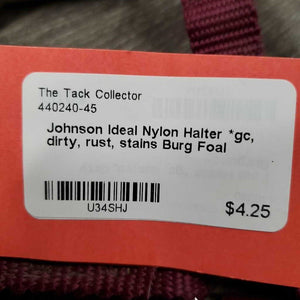 The Tack Collector
440240-45
Johnson Ideal Nylon Halter *gc,
dirty, rust, stains Burg Foal
U34SHJ
$4.25